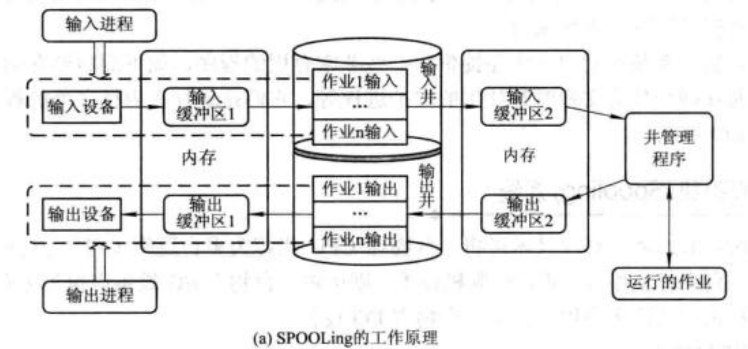 输入进程
输入设备
输入
缓冲区1
作业1输入
...
作业n输入
输入井
输入
缓冲区2
井管理
程序
内存
内存
输出设备
输出
缓冲区1
作业1输出
...
作业n输出
输出井
输出
缓冲区2
输出进程
运行的作业
(a) SPOOLing的工作原理